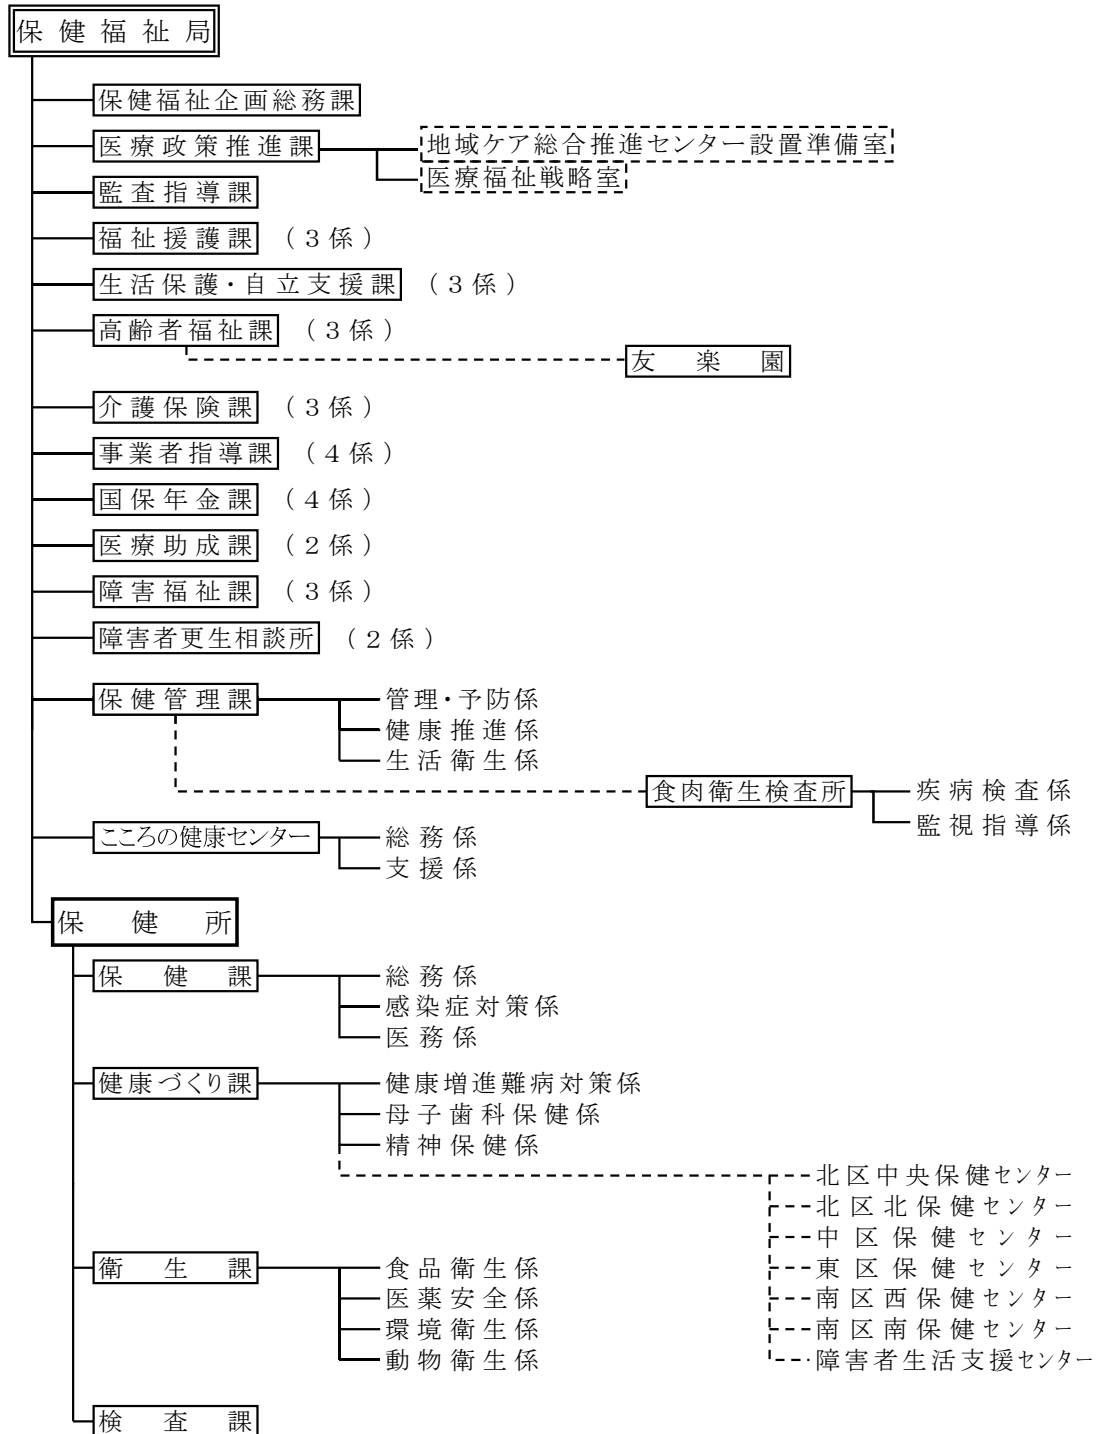 保健福祉局
保健福祉企画総務課
医療政策推進課 地域ケア総合推進センター設置準備室
医療福祉戦略室
監査指導課
福祉援護課 （３係）
生活保護・自立支援課 （３係）
高齢者福祉課 （３係）
友楽園
介護保険課 （３係）
事業者指導課 （４係）
国保年金課 （４係）
医療助成課 （２係）
障害福祉課 （３係）
障害者更生相談所 （２係）
保健管理課 管理・予防係
健康推進係
生活衛生係
食肉衛生検査所 疾病検査係
監視指導係
こころの健康センター 総務係
支援係
保健所
保健課 総務係
感染症対策係
医務係
健康づくり課 健康増進難病対策係
母子歯科保健係
精神保健係
北区中央保健センター
北区北保健センター
中区保健センター
東区保健センター
南区西保健センター
南区南保健センター
障害者生活支援センター
衛生課 食品衛生係
医薬安全係
環境衛生係
動物衛生係
検査課